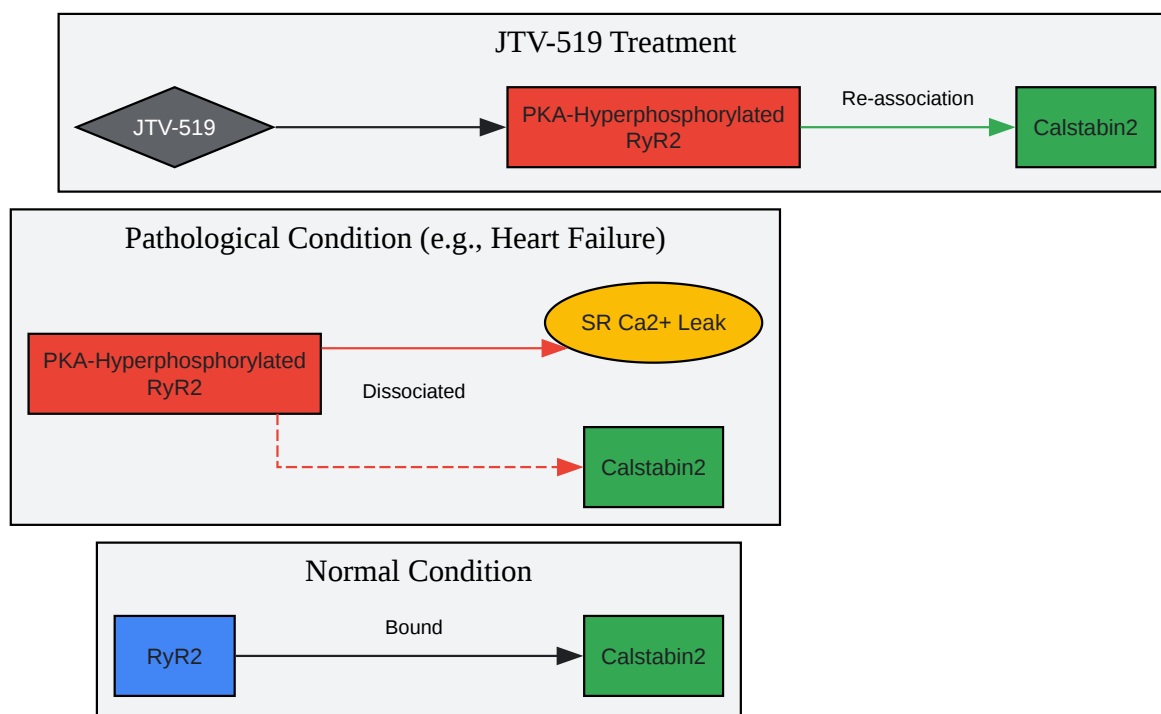 JTV-519 Treatment
JTV-519
PKA-Hyperphosphorylated
RyR2
Re-association
Calstabin2
Pathological Condition (e.g., Heart Failure)
PKA-Hyperphosphorylated
RyR2
SR Ca2+ Leak
Dissociated
Calstabin2
Normal Condition
RyR2
Bound
Calstabin2